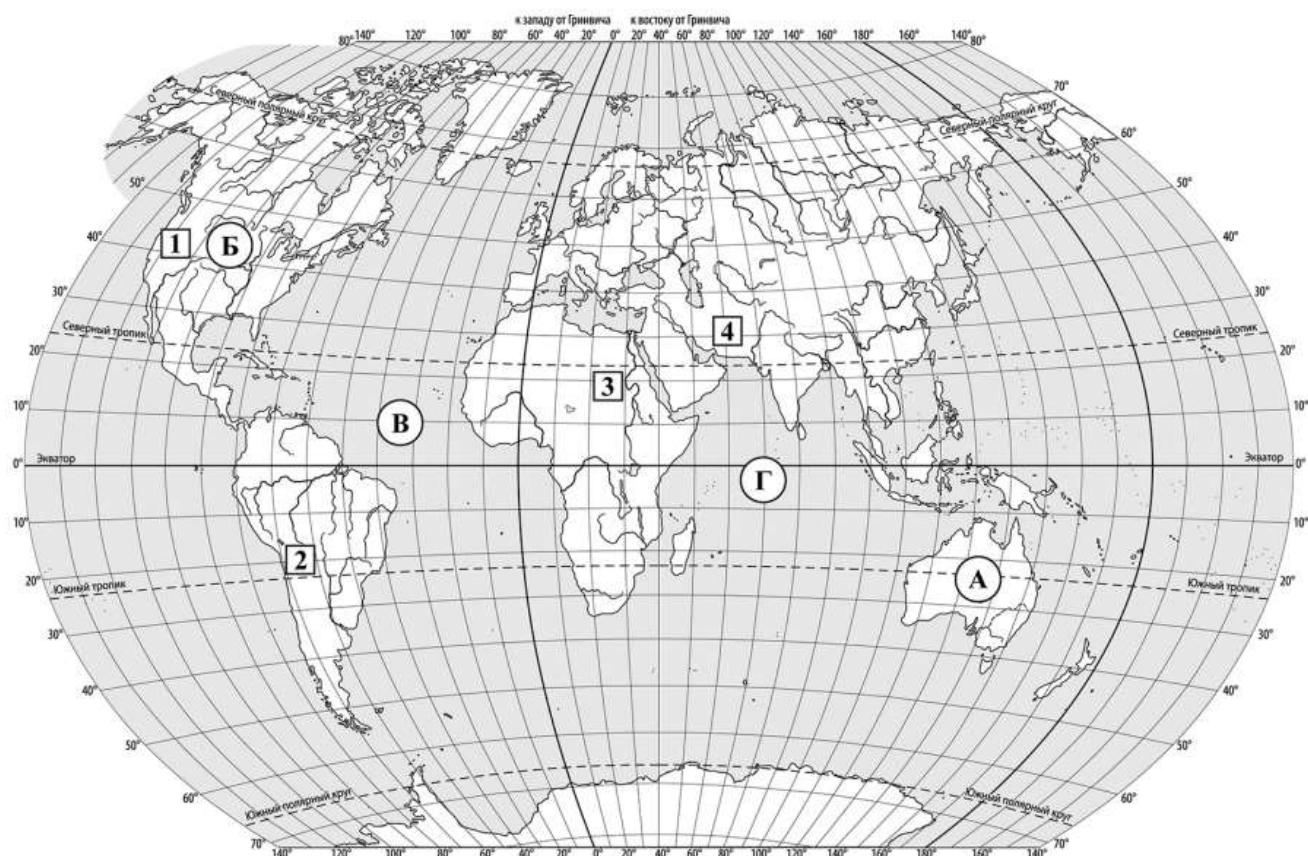 к западу от Гринвича к востоку от Гринвича
80° 140° 120° 100° 80° 60° 40° 20° 0° 20° 40° 60° 80° 100° 120° 140° 160° 180° 160° 140° 80°
70°
Северный полярный круг Северный полярный круг
60°
50° 50°
40° 1 Б 40°
30° 30°
Северный тропик 4 Северный тропик
20° 3 20°
10° В 10°
Экватор Экватор
0° 0°
Г
10° 10°
2
20° А 20°
Южный тропик Южный тропик
30° 30°
40° 40°
50° 50°
60° 60°
Южный полярный круг Южный полярный круг
70° 70°
140° 120° 100° 80° 60° 40° 20° 0° 20° 40° 60° 80° 100° 120° 140° 160° 180° 160° 140°